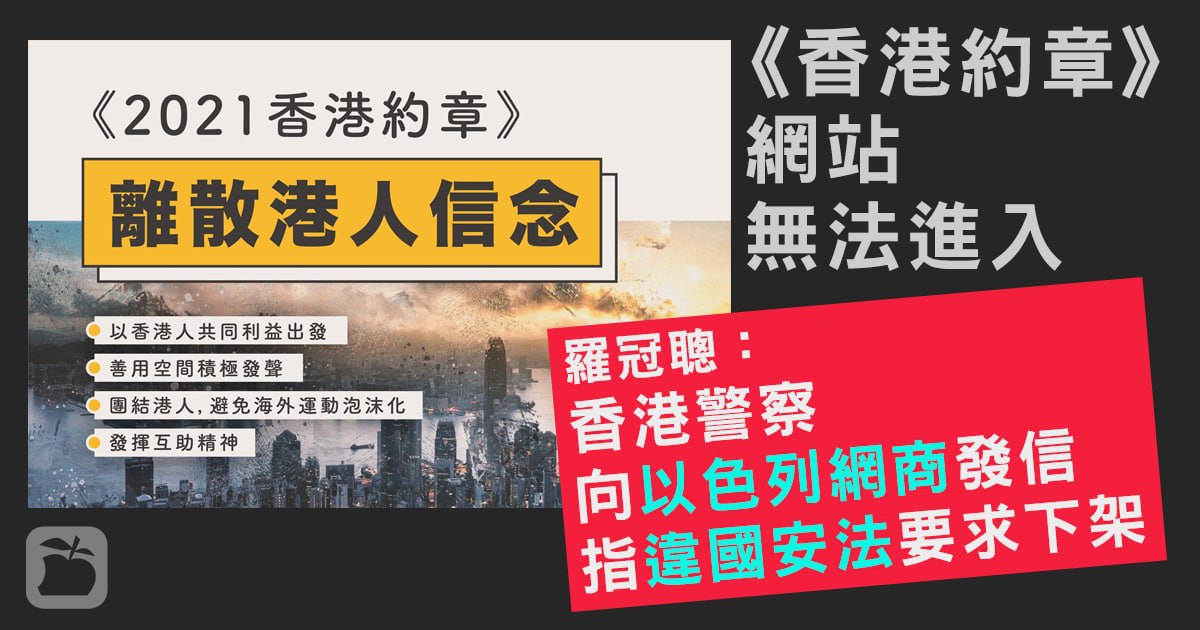 《2021香港約章》
離散港人信念
以香港人共同利益出發
善用空間積極發聲
團結港人,避免海外運動泡沫化
發揮互助精神
《香港約章》
網站
無法進入
羅冠聰：
香港警察
向以色列網商發信
指違國安法要求下架